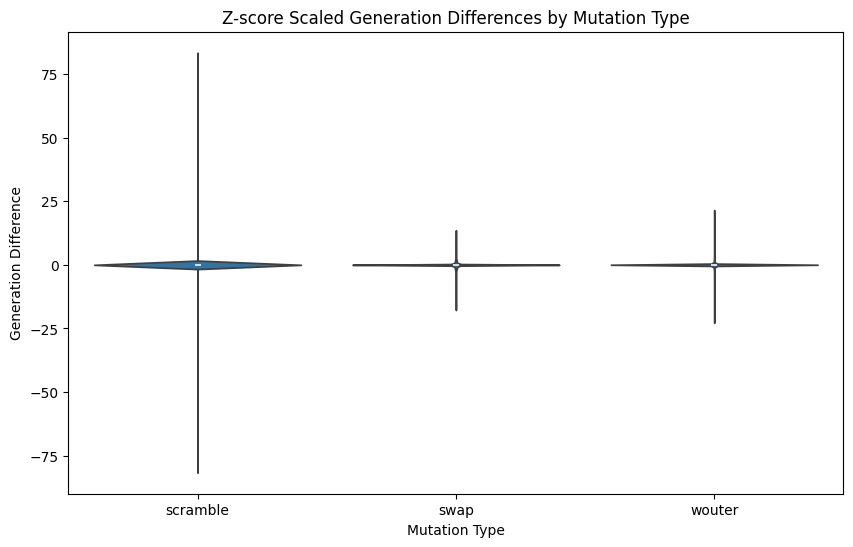 Z-score Scaled Generation Differences by Mutation Type
75
50
25
0
−25
−50
−75
Generation Difference
scramble
swap
wouter
Mutation Type